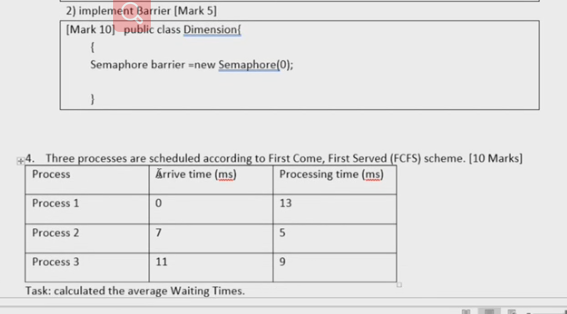 2) implement Barrier [Mark 5]
[Mark 10] public class Dimension{
{
Semaphore barrier =new Semaphore(0);
}
4. Three processes are scheduled according to First Come, First Served (FCFS) scheme. [10 Marks]
Process Arrive time (ms) Processing time (ms)
Process 1 0 13
Process 2 7 5
Process 3 11 9
Task: calculated the average Waiting Times.